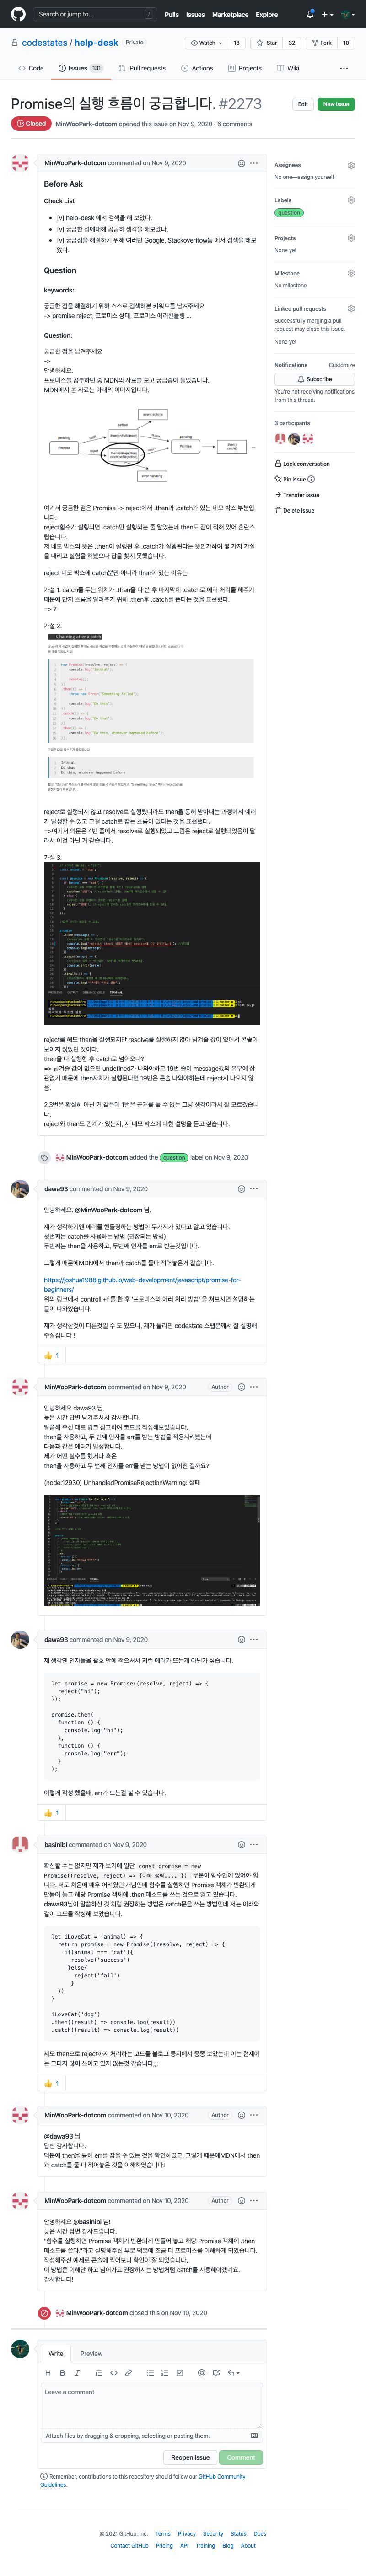 Search or jump to...
/
Pulls
Issues
Marketplace
Explore
codestates / help-desk
Private
Watch
13
Star
32
Fork
10
Code
Issues 131
Pull requests
Actions
Projects
Wiki
Promise의 실행 흐름이 궁금합니다. #2273
Edit
New issue
Closed
MinWooPark-dotcom opened this issue on Nov 9, 2020 · 6 comments
MinWooPark-dotcom commented on Nov 9, 2020
Before Ask
Check List
[v] help-desk 에서 검색을 해 보았다.
[v] 궁금한 점에대해 곰곰히 생각을 해보았다.
[v] 궁금점을 해결하기 위해 여러번 Google, Stackoverflow등 에서 검색을 해보
았다.
Question
keywords:
궁금한 점을 해결하기 위해 스스로 검색해본 키워드를 남겨주세요
-> promise reject, 프로미스 상태, 프로미스 에러핸들링 ...
Question:
궁금한 점을 남겨주세요
->
안녕하세요.
프로미스를 공부하던 중 MDN의 자료를 보고 궁금증이 들었습니다.
MDN에서 본 자료는 아래의 이미지입니다.
여기서 궁금한 점은 Promise -> reject에서 .then과 .catch가 있는 네모 박스 부분입
니다.
reject함수가 실행되면 .catch만 실행되는 줄 알았는데 then도 같이 적혀 있어 혼란스
럽습니다.
저 네모 박스의 뜻은 .then이 실행된 후 .catch가 실행된다는 뜻인가하여 몇 가지 가설
을 내리고 실험을 해봤으나 답을 찾지 못했습니다.
reject 네모 박스에 catch뿐만 아니라 then이 있는 이유는
가설 1. catch를 두는 위치가 .then을 다 쓴 후 마지막에 .catch로 에러 처리를 해주기
때문에 단지 흐름을 알려주기 위해 .then후 .catch를 쓴다는 것을 표현했다.
=> ?
가설 2.
Chaining after a catch
reject로 실행되지 않고 resolve로 실행됐더라도 then을 통해 받아내는 과정에서 에러
가 발생할 수 있고 그걸 catch로 잡는 흐름이 있다는 것을 표현했다.
=>여기서 의문은 4번 줄에서 resolve로 실행되었고 그림은 reject로 실행되었음이 달
라서 이건 아닌 거 같습니다.
가설 3.
reject를 해도 then을 실행되지만 resolve를 실행하지 않아 넘겨줄 값이 없어서 콘솔이
보이지 않았던 것이다.
then을 다 실행한 후 catch로 넘어오나?
=> 넘겨줄 값이 없으면 undefined가 나와야하고 19번 줄이 message값의 유무에 상
관없기 때문에 then자체가 실행된다면 19번은 콘솔 나와야하는데 reject시 나오지 않
음.
2,3번은 확실히 아닌 거 같은데 1번은 근거를 둘 수 없는 그냥 생각이라서 잘 모르겠습니
다.
reject와 then도 관계가 있는지, 저 네모 박스에 대한 설명을 듣고 싶습니다.
MinWooPark-dotcom added the question label on Nov 9, 2020
dawa93 commented on Nov 9, 2020
안녕하세요. @MinWooPark-dotcom 님.
제가 생각하기엔 에러를 핸들링하는 방법이 두가지가 있다고 알고 있습니다.
첫번째는 catch를 사용하는 방법 (권장되는 방법)
두번째는 then을 사용하고, 두번째 인자를 err로 받는것입니다.
그렇기 때문에MDN에서 then과 catch를 둘다 적어놓은거 같습니다.
https://joshua1988.github.io/web-development/javascript/promise-for-
beginners/
위의 링크에서 controll +f 를 한 후 '프로미스의 에러 처리 방법' 을 쳐보시면 설명하는
글이 나와있습니다.
제가 생각한것이 다른것일 수 도 있으니, 제가 틀리면 codestate 스텝분께서 잘 설명해
주실겁니다 !
1
MinWooPark-dotcom commented on Nov 9, 2020
Author
안녕하세요 dawa93 님.
늦은 시간 답변 남겨주셔서 감사합니다.
말씀해 주신 대로 링크 참고하여 코드를 작성해보았습니다.
then을 사용하고, 두 번째 인자를 err를 받는 방법을 적용시켜봤는데
다음과 같은 에러가 발생합니다.
제가 어떤 실수를 했거나 혹은
then을 사용하고 두 번째 인자를 err를 받는 방법이 없어진 걸까요?
(node:12930) UnhandledPromiseRejectionWarning: 실패
dawa93 commented on Nov 9, 2020
제 생각엔 인자들을 괄호 안에 적으셔서 저런 에러가 뜨는게 아닌가 싶습니다.
let promise = new Promise((resolve, reject) => {
reject("hi");
});
promise.then(
function () {
console.log("hi");
},
function () {
console.log("err");
}
);
이렇게 작성 했을때, err가 뜨는걸 볼 수 있습니다.
1
basinibi commented on Nov 9, 2020
확신할 수는 없지만 제가 보기에 일단 const promise = new
Promise((resolve, reject) => {이하 생략.... }) 부분이 함수안에 있어야 합
니다. 저도 처음에 매우 어려웠던 개념인데 함수를 실행하면 Promise 객체가 반환되게
만들어 놓고 해당 Promise 객체에 .then 메소드를 쓰는 것으로 알고 있습니다.
dawa93님이 말씀하신 것 처럼 권장하는 방법은 catch문을 쓰는 방법인데 저는 아래와
같이 코드를 작성해 보았습니다.
let iLoveCat = (animal) => {
return promise = new Promise((resolve, reject) => {
if(animal === 'cat'){
resolve('success')
}else{
reject('fail')
}
})
}
iLoveCat('dog')
.then((result) => console.log(result))
.catch((result) => console.log(result))
저도 then으로 reject까지 처리하는 코드를 블로그 등지에서 종종 보았는데 이는 현재에
는 그다지 많이 쓰이고 있지 않는것 같습니다;;;
1
MinWooPark-dotcom commented on Nov 10, 2020
Author
@dawa93 님
답변 감사합니다.
덕분에 then을 통해 err를 잡을 수 있는 것을 확인하였고, 그렇기 때문에MDN에서 then
과 catch를 둘 다 적어놓은 것을 이해하였습니다!
MinWooPark-dotcom commented on Nov 10, 2020
Author
안녕하세요 @basinibi 님!
늦은 시간 답변 감사드립니다.
"함수를 실행하면 Promise 객체가 반환되게 만들어 놓고 해당 Promise 객체에 .then
메소드를 쓴다."라고 설명해주신 부분 덕분에 조금 더 프로미스를 이해하게 되었습니다.
작성해주신 예제로 콘솔에 찍어보니 확인이 잘 되었습니다.
이 방법은 이해만 하고 넘어가고 권장하시는 방법처럼 catch를 사용해야겠네요.
감사합니다!
MinWooPark-dotcom closed this on Nov 10, 2020
Write
Preview
Leave a comment
Attach files by dragging & dropping, selecting or pasting them.
Reopen issue
Comment
Remember, contributions to this repository should follow our GitHub Community
Guidelines.
Assignees
No one—assign yourself
Labels
question
Projects
None yet
Milestone
No milestone
Linked pull requests
Successfully merging a pull
request may close this issue.
None yet
Notifications
Customize
Subscribe
You're not receiving notifications
from this thread.
3 participants
Lock conversation
Pin issue
Transfer issue
Delete issue
© 2021 GitHub, Inc.
Terms
Privacy
Security
Status
Docs
Contact GitHub
Pricing
API
Training
Blog
About